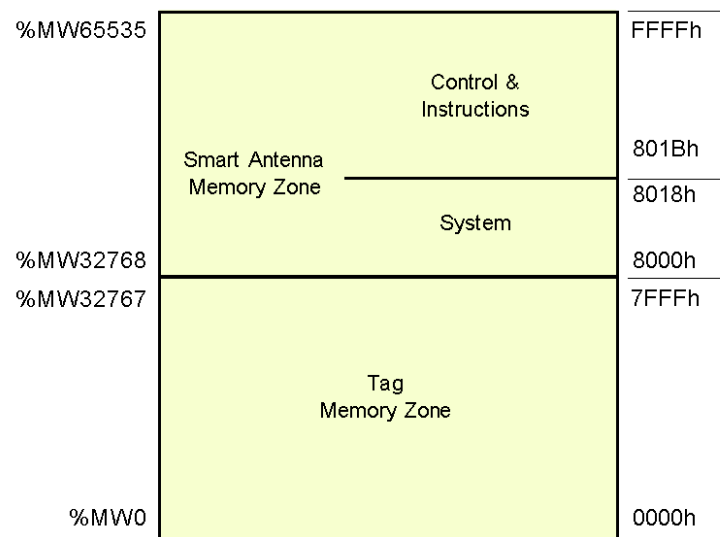 %MW65535
FFFFh
Control &
Instructions
801Bh
Smart Antenna
Memory Zone
8018h
System
%MW32768
8000h
%MW32767
7FFFh
Tag
Memory Zone
%MW0
0000h